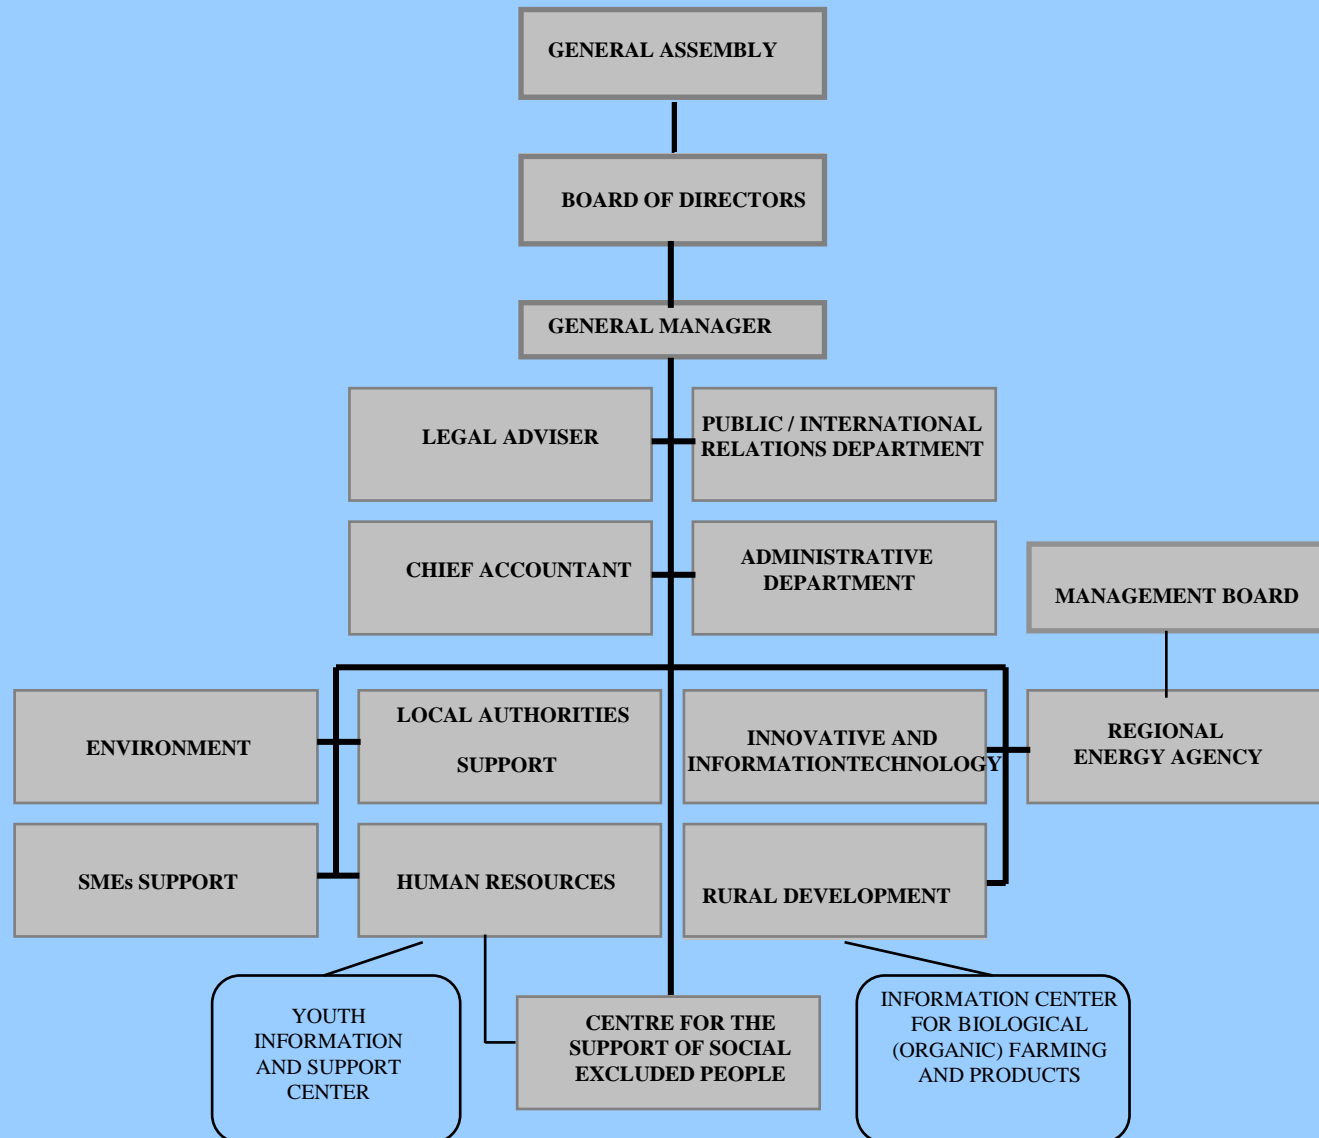 GENERAL ASSEMBLY
BOARD OF DIRECTORS
GENERAL MANAGER
LEGAL ADVISER
PUBLIC / INTERNATIONAL
RELATIONS DEPARTMENT
CHIEF ACCOUNTANT
ADMINISTRATIVE
DEPARTMENT
MANAGEMENT BOARD
ENVIRONMENT
LOCAL AUTHORITIES
SUPPORT
INNOVATIVE AND
INFORMATIONTECHNOLOGY
REGIONAL
ENERGY AGENCY
SMEs SUPPORT
HUMAN RESOURCES
RURAL DEVELOPMENT
YOUTH
INFORMATION
AND SUPPORT
CENTER
CENTRE FOR THE
SUPPORT OF SOCIAL
EXCLUDED PEOPLE
INFORMATION CENTER
FOR BIOLOGICAL
(ORGANIC) FARMING
AND PRODUCTS